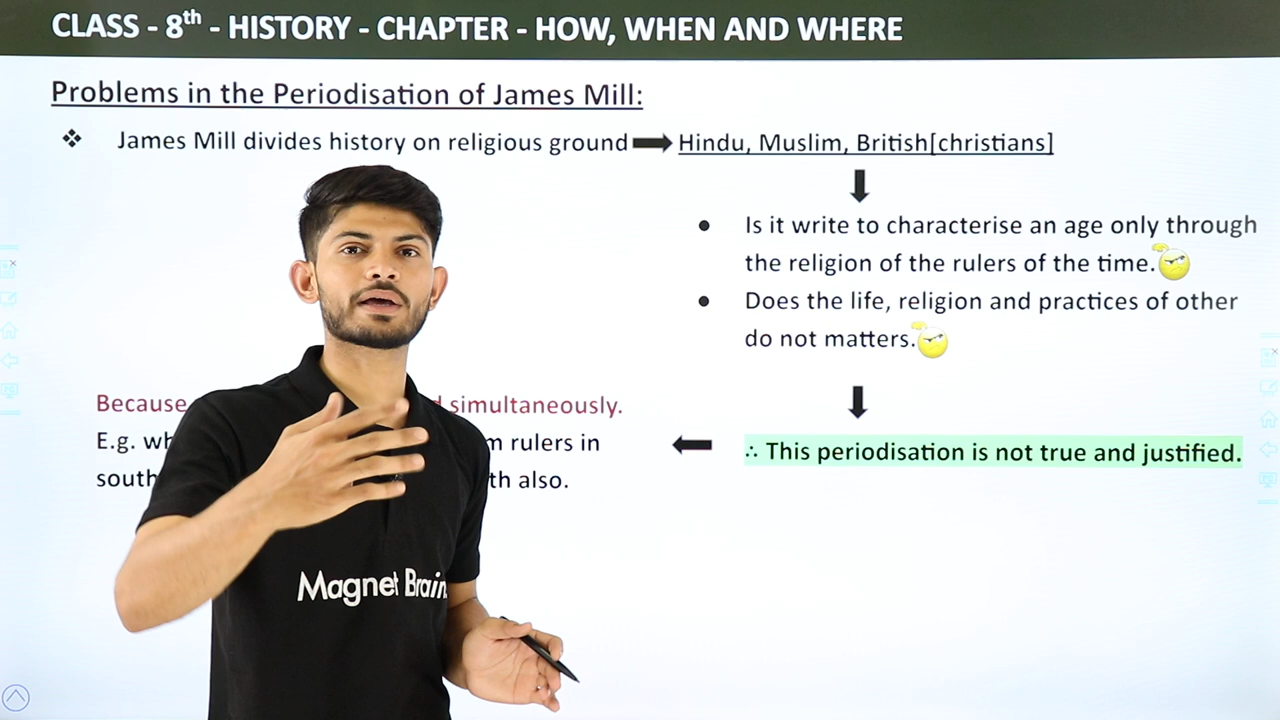 CLASS - 8th - HISTORY - CHAPTER - HOW, WHEN AND WHERE
Problems in the Periodisation of James Mill:
❖ James Mill divides history on religious ground ➡ Hindu, Muslim, British[christians]
• Is it write to characterise an age only through
the religion of the rulers of the time.
• Does the life, religion and practices of other
do not matters.
∴ This periodisation is not true and justified.
Because simultaneously.
E.g. rulers in
south also.
Magnet Brain